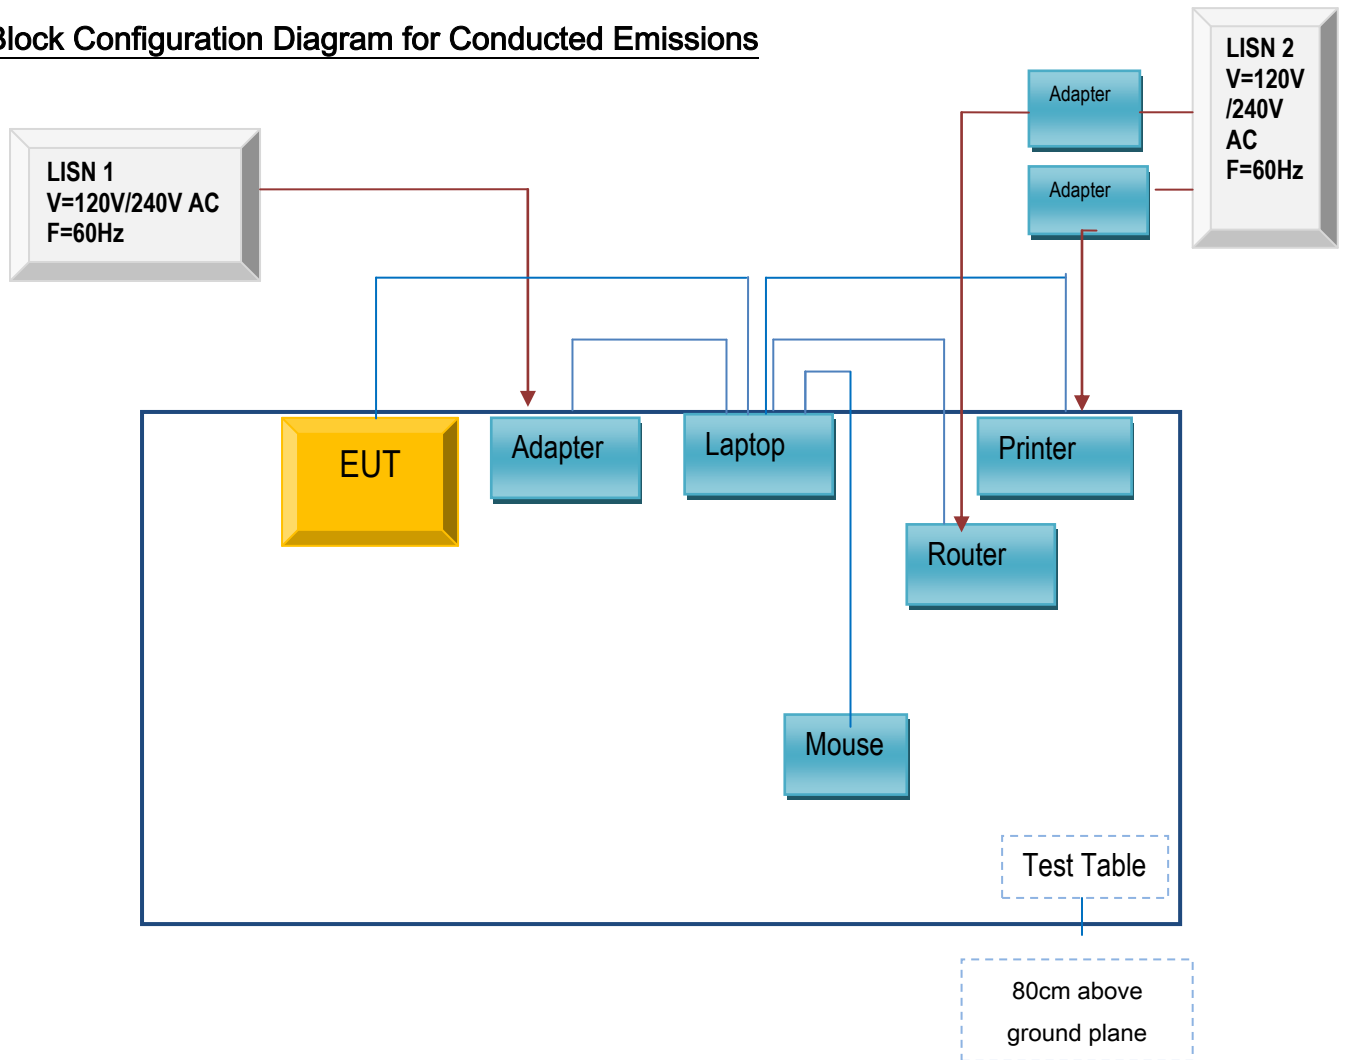 Block Configuration Diagram for Conducted Emissions
LISN 2
V=120V
/240V
AC
F=60Hz
Adapter
Adapter
LISN 1
V=120V/240V AC
F=60Hz
EUT
Adapter
Laptop
Printer
Router
Mouse
Test Table
80cm above
ground plane